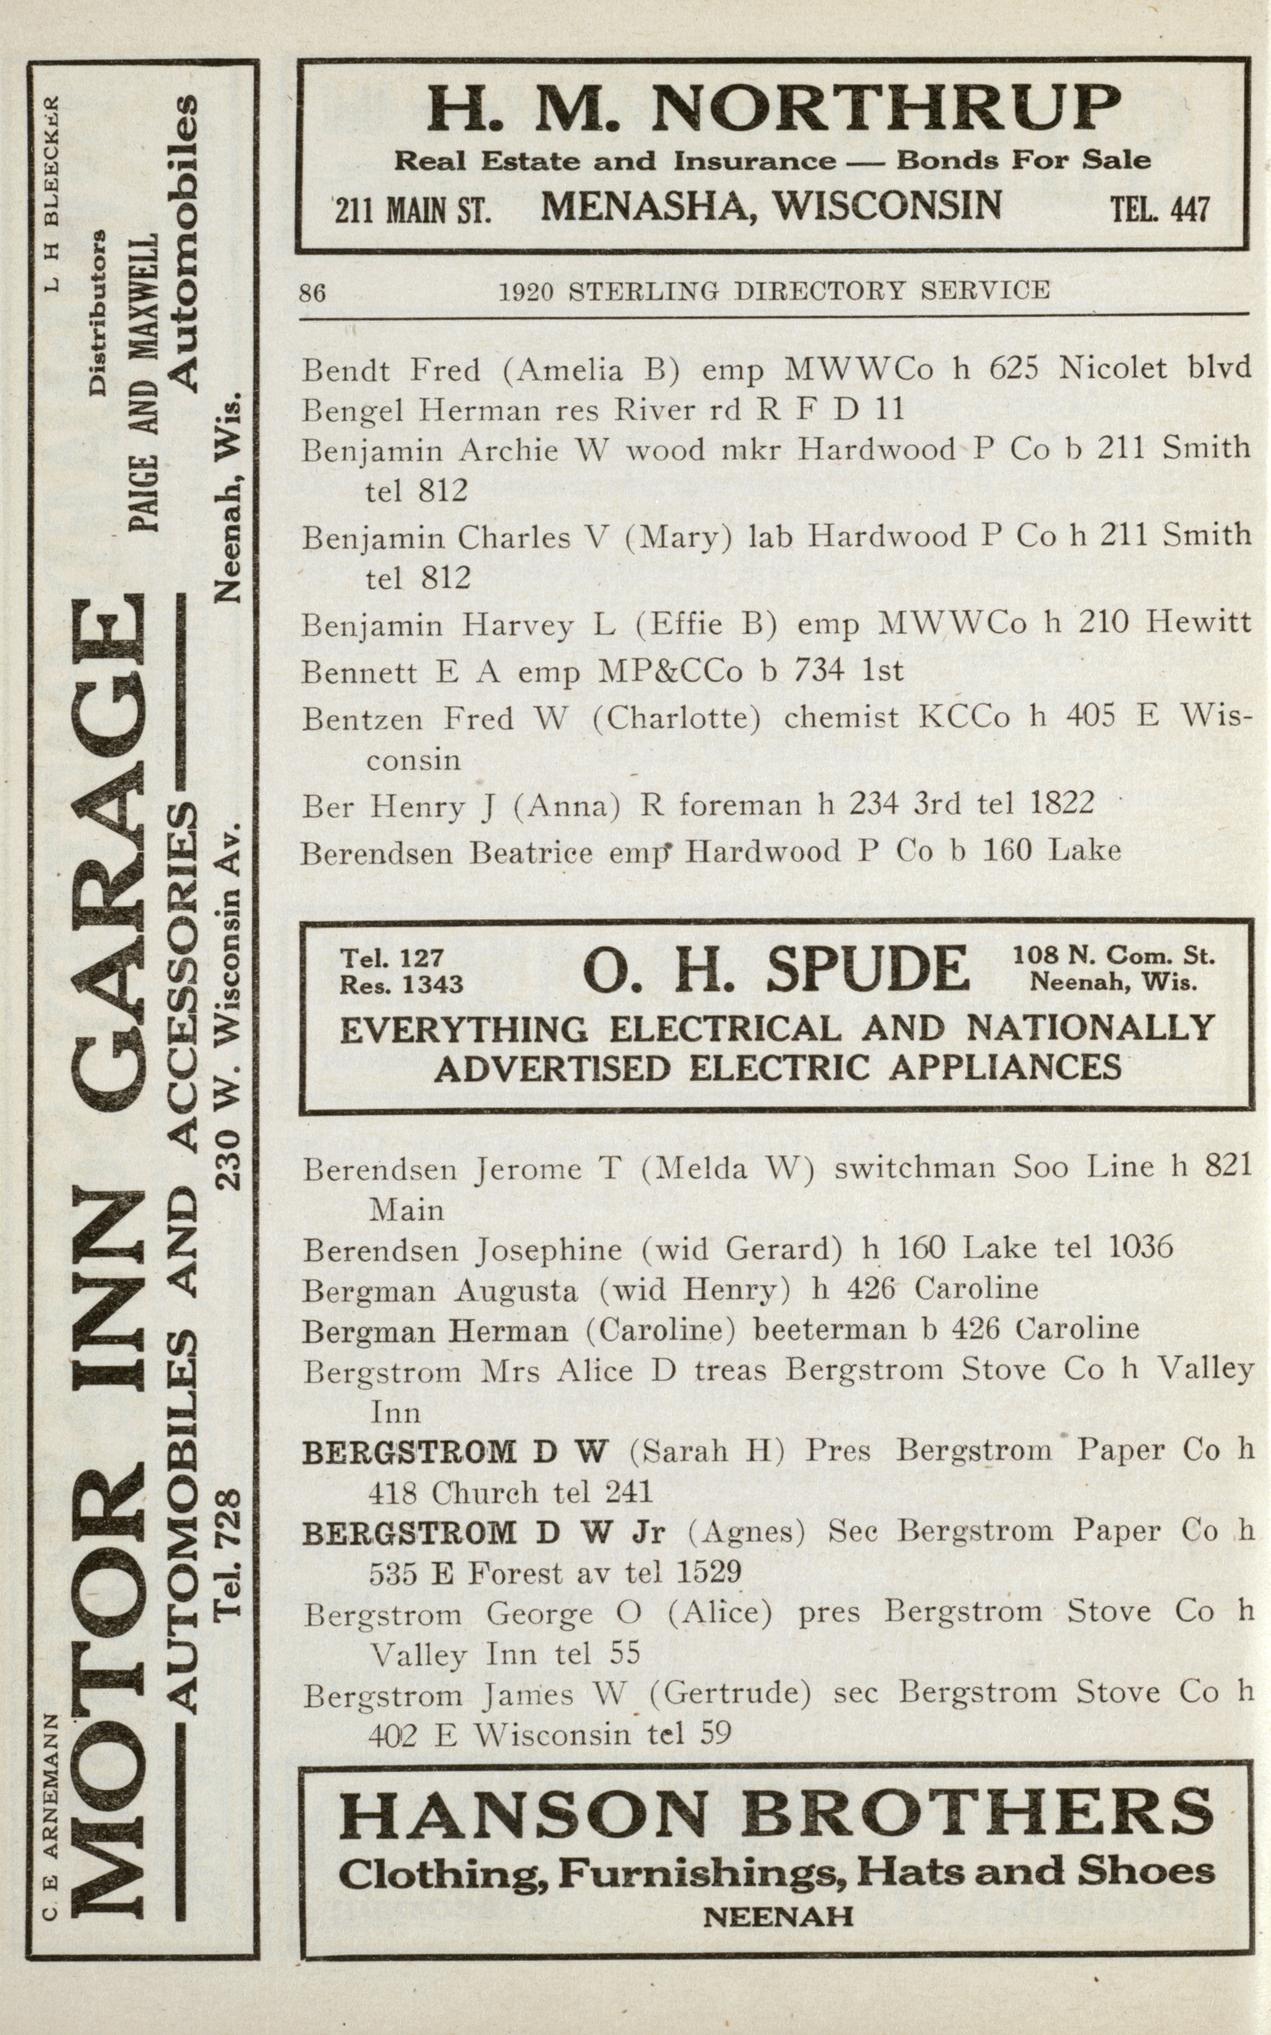 H. M. NORTHRUP
Real Estate and Insurance — Bonds For Sale
211 MAIN ST. MENASHA, WISCONSIN TEL. 447
86 1920 STERLING DIRECTORY SERVICE
Bendt Fred (Amelia B) emp MWWCo h 625 Nicolet blvd
Bengel Herman res River rd R F D 11
Benjamin Archie W wood mkr Hardwood P Co b 211 Smith
tel 812
Benjamin Charles V (Mary) lab Hardwood P Co h 211 Smith
tel 812
Benjamin Harvey L (Effie B) emp MWWCo h 210 Hewitt
Bennett E A emp MP&CCo b 734 1st
Bentzen Fred W (Charlotte) chemist KCCo h 405 E Wis-
consin
Ber Henry J (Anna) R foreman h 234 3rd tel 1822
Berendsen Beatrice emp Hardwood P Co b 160 Lake
Tel. 127 O. H. SPUDE 108 N. Com. St.
Res. 1343 Neenah, Wis.
EVERYTHING ELECTRICAL AND NATIONALLY
ADVERTISED ELECTRIC APPLIANCES
Berendsen Jerome T (Melda W) switchman Soo Line h 821
Main
Berendsen Josephine (wid Gerard) h 160 Lake tel 1036
Bergman Augusta (wid Henry) h 426 Caroline
Bergman Herman (Caroline) beeterman b 426 Caroline
Bergstrom Mrs Alice D treas Bergstrom Stove Co h Valley
Inn
BERGSTROM D W (Sarah H) Pres Bergstrom Paper Co h
418 Church tel 241
BERGSTROM D W Jr (Agnes) Sec Bergstrom Paper Co h
535 E Forest av tel 1529
Bergstrom George O (Alice) pres Bergstrom Stove Co h
Valley Inn tel 55
Bergstrom James W (Gertrude) sec Bergstrom Stove Co h
402 E Wisconsin tel 59
HANSON BROTHERS
Clothing, Furnishings, Hats and Shoes
NEENAH
C. E ARNEMANN L H BLEECKER
MOTOR INN GARAGE
Distributors
PAIGE AND MAXWELL
Automobiles
— AUTOMOBILES AND ACCESSORIES —
Tel. 728 230 W. Wisconsin Av. Neenah, Wis.